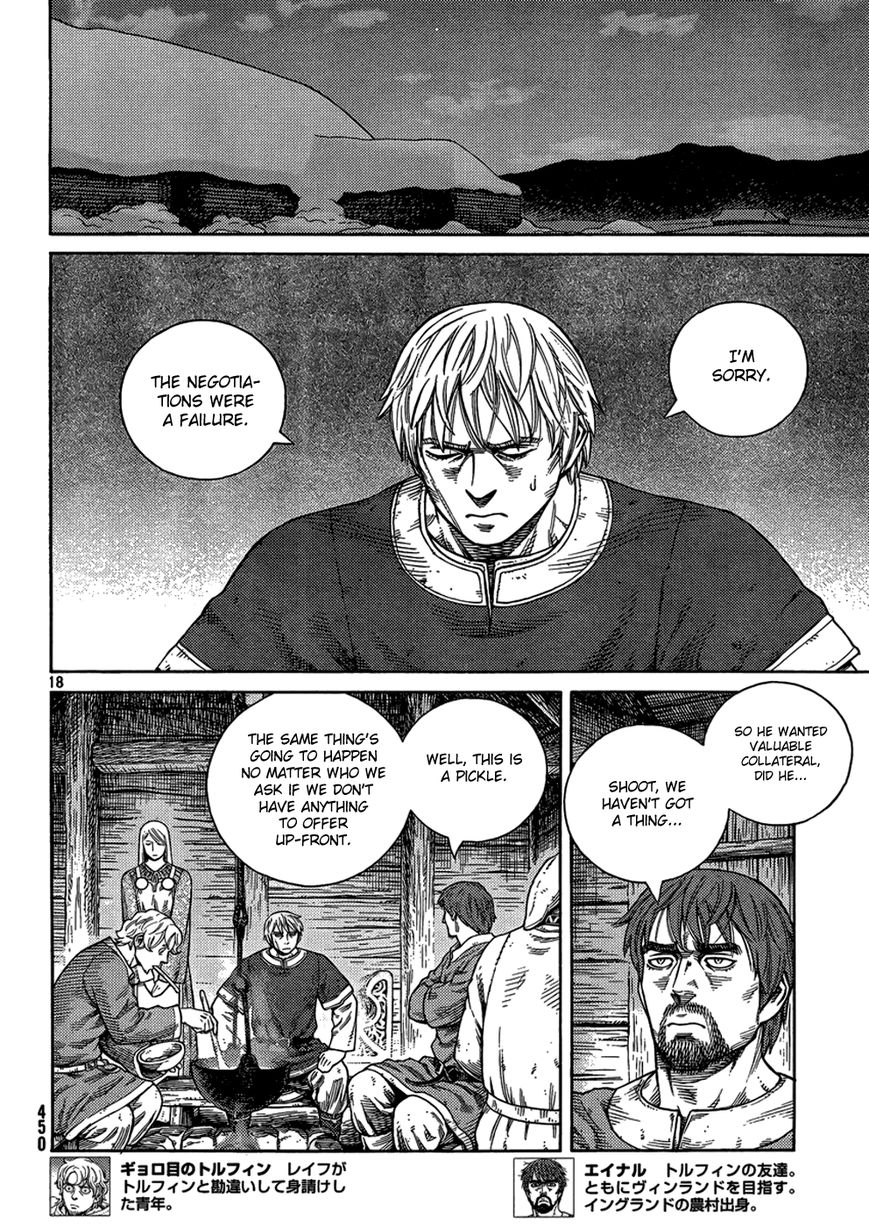 I'M
SORRY.
THE NEGOTIA-
TIONS WERE
A FAILURE.
18
SO HE WANTED
VALUABLE
COLLATERAL,
DID HE...
SHOOT, WE
HAVEN'T GOT
A THING...
WELL, THIS IS
A PICKLE.
THE SAME THING'S
GOING TO HAPPEN
NO MATTER WHO WE
ASK IF WE DON'T
HAVE ANYTHING
TO OFFER
UP-FRONT.
450
ギョロ目のトルフィン レイフが
トルフィンと勘違いして身請けし
た青年。
エイナル トルフィンの友達。
ともにヴィンランドを目指す。
イングランドの農村出身。